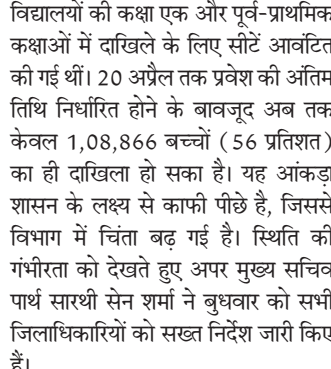 विद्यालयों की कक्षा एक और पूर्व-प्राथमिक
कक्षाओं में दाखिले के लिए सीटें आवंटित
की गई थीं। 20 अप्रैल तक प्रवेश की अंतिम
तिथि निर्धारित होने के बावजूद अब तक
केवल 1,08,866 बच्चों (56 प्रतिशत)
का ही दाखिला हो सका है। यह आंकड़ा
शासन के लक्ष्य से काफी पीछे है, जिससे
विभाग में चिंता बढ़ गई है। स्थिति की
गंभीरता को देखते हुए अपर मुख्य सचिव
पार्थ सारथी सेन शर्मा ने बुधवार को सभी
जिलाधिकारियों को सख्त निर्देश जारी किए
हैं।